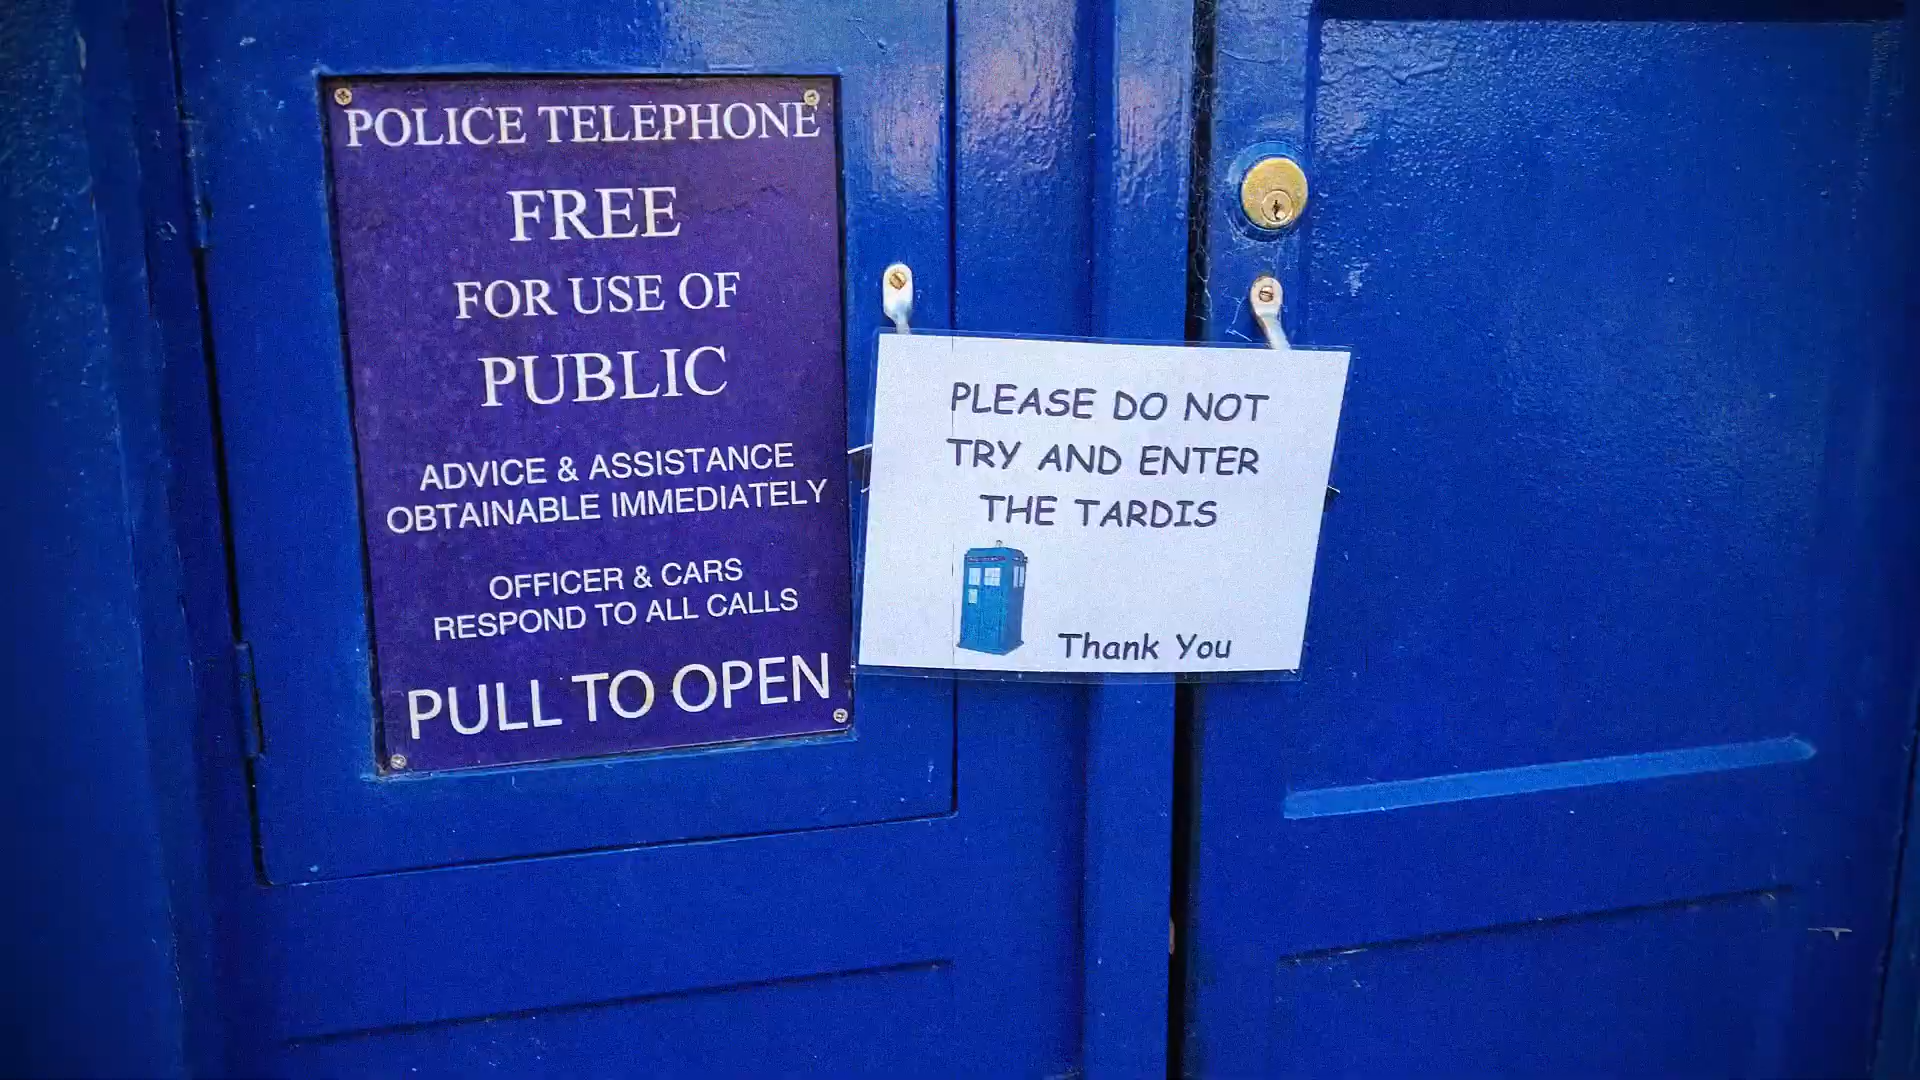 POLICE TELEPHONE
FREE
FOR USE OF
PUBLIC
ADVICE & ASSISTANCE
OBTAINABLE IMMEDIATELY
OFFICER & CARS
RESPOND TO ALL CALLS
PULL TO OPEN
PLEASE DO NOT
TRY AND ENTER
THE TARDIS
Thank You